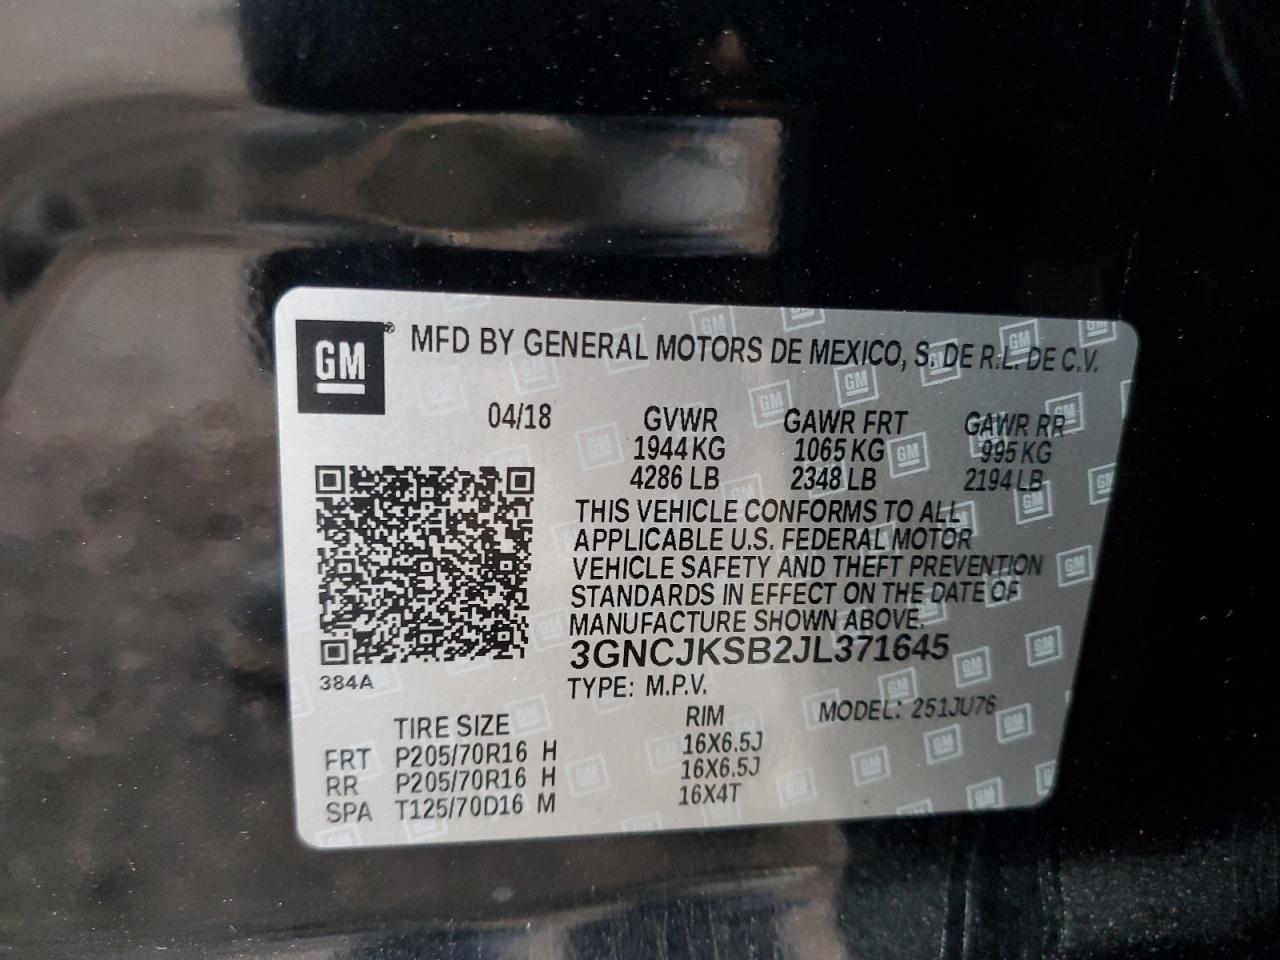 GM® MFD BY GENERAL MOTORS DE MEXICO, S. DE R.L. DE C.V.
04/18 GVWR GAWR FRT GAWR RR
1944 KG 1065 KG 995 KG
4286 LB 2348 LB 2194 LB
THIS VEHICLE CONFORMS TO ALL
APPLICABLE U.S. FEDERAL MOTOR
VEHICLE SAFETY AND THEFT PREVENTION
STANDARDS IN EFFECT ON THE DATE OF
MANUFACTURE SHOWN ABOVE.
3GNCJKSB2JL371645
384A
TYPE: M.P.V.
MODEL: 251JU76
TIRE SIZE RIM
FRT P205/70R16 H 16X6.5J
RR P205/70R16 H 16X6.5J
SPA T125/70D16 M 16X4T